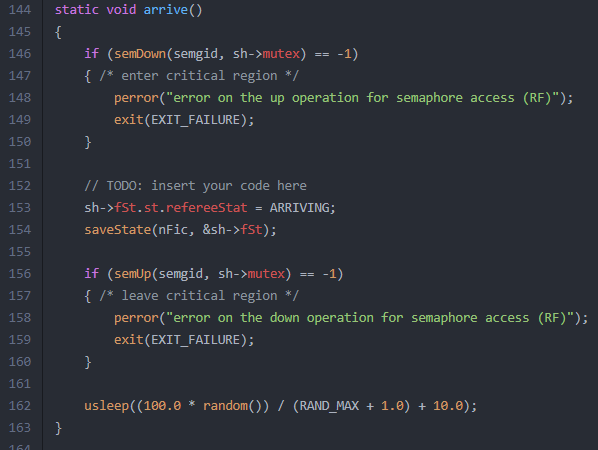 144 static void arrive()
145 {
146     if (semDown(semgid, sh->mutex) == -1)
147     { /* enter critical region */
148         perror("error on the up operation for semaphore access (RF)");
149         exit(EXIT_FAILURE);
150     }
151
152     // TODO: insert your code here
153     sh->fSt.st.refereeStat = ARRIVING;
154     saveState(nFic, &sh->fSt);
155
156     if (semUp(semgid, sh->mutex) == -1)
157     { /* leave critical region */
158         perror("error on the down operation for semaphore access (RF)");
159         exit(EXIT_FAILURE);
160     }
161
162     usleep((100.0 * random()) / (RAND_MAX + 1.0) + 10.0);
163 }
164